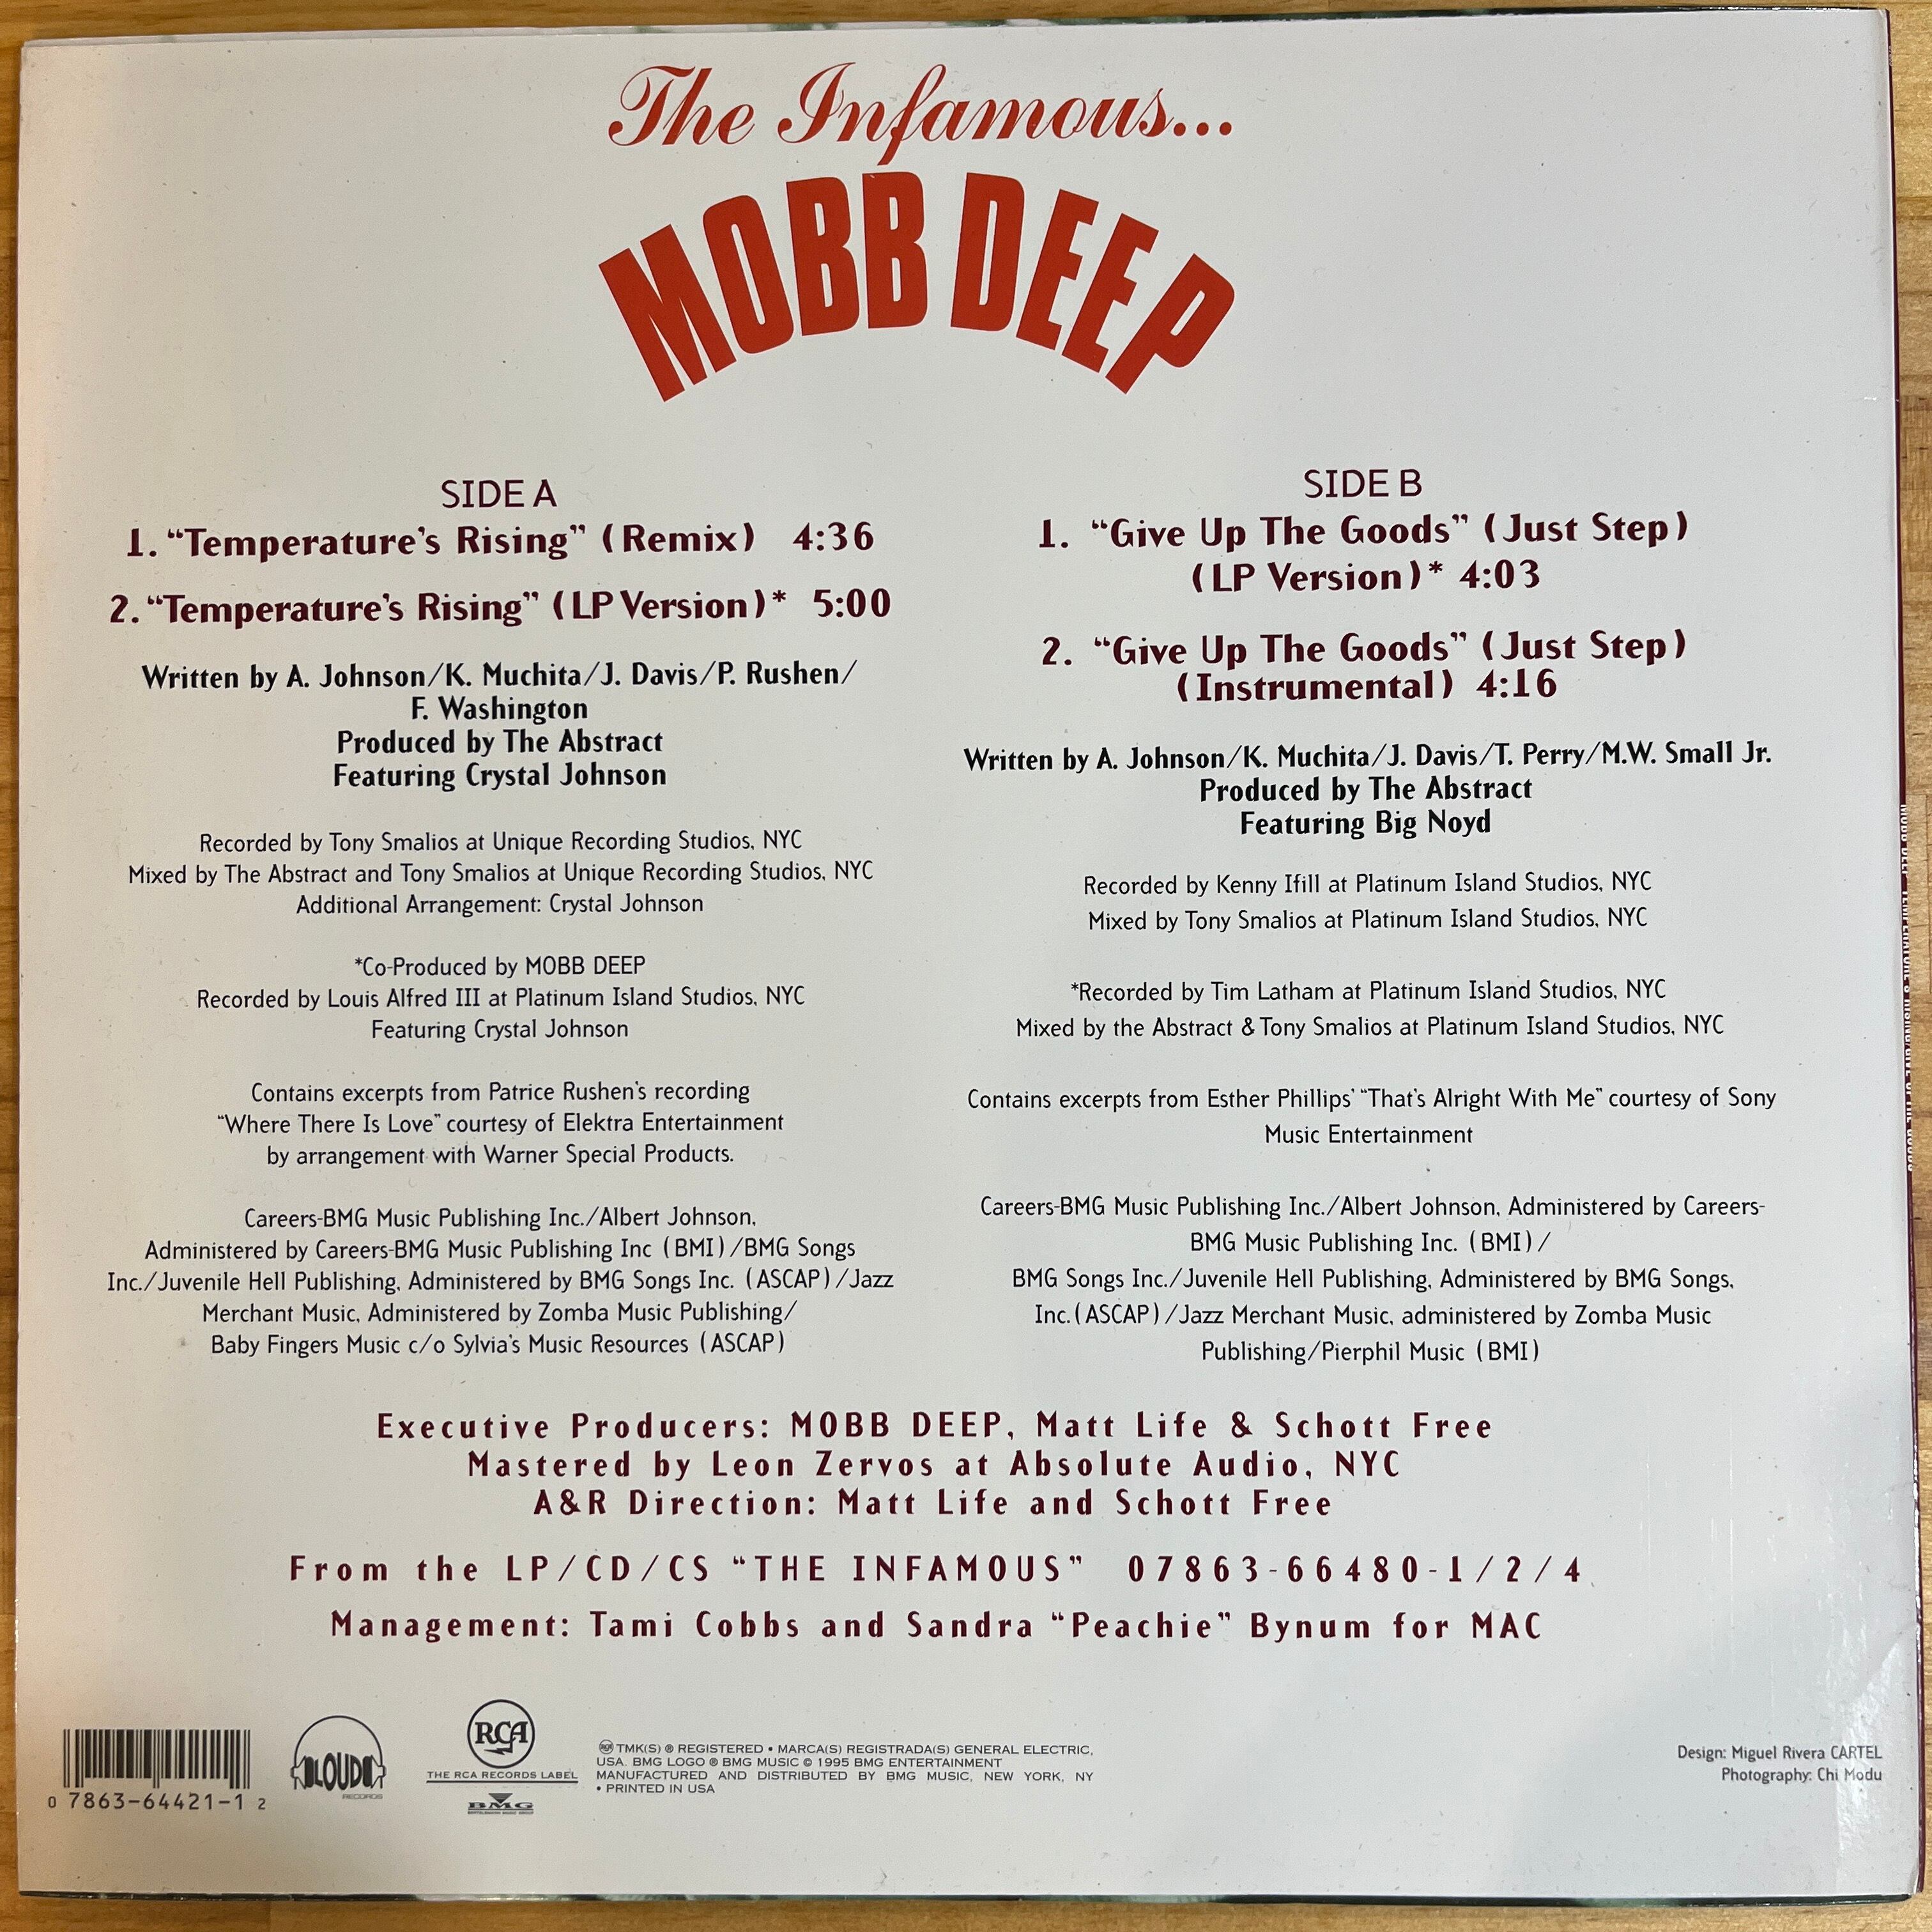 The Infamous...
MOBB DEEP
SIDE A
1. “Temperature’s Rising” (Remix) 4:36
2. “Temperature’s Rising” (LP Version)* 5:00
Written by A. Johnson/K. Muchita/J. Davis/P. Rushen/
F. Washington
Produced by The Abstract
Featuring Crystal Johnson
Recorded by Tony Smalios at Unique Recording Studios, NYC
Mixed by The Abstract and Tony Smalios at Unique Recording Studios, NYC
Additional Arrangement: Crystal Johnson
*Co-Produced by MOBB DEEP
Recorded by Louis Alfred III at Platinum Island Studios, NYC
Featuring Crystal Johnson
Contains excerpts from Patrice Rushen’s recording
“Where There Is Love” courtesy of Elektra Entertainment
by arrangement with Warner Special Products.
Careers-BMG Music Publishing Inc./Albert Johnson,
Administered by Careers-BMG Music Publishing Inc (BMI)/BMG Songs
Inc./Juvenile Hell Publishing, Administered by BMG Songs Inc. (ASCAP)/Jazz
Merchant Music, Administered by Zomba Music Publishing/
Baby Fingers Music c/o Sylvia’s Music Resources (ASCAP)
SIDE B
1. “Give Up The Goods” (Just Step)
(LP Version)* 4:03
2. “Give Up The Goods” (Just Step)
(Instrumental) 4:16
Written by A. Johnson/K. Muchita/J. Davis/T. Perry/M.W. Small Jr.
Produced by The Abstract
Featuring Big Noyd
Recorded by Kenny Ifill at Platinum Island Studios, NYC
Mixed by Tony Smalios at Platinum Island Studios, NYC
*Recorded by Tim Latham at Platinum Island Studios, NYC
Mixed by the Abstract & Tony Smalios at Platinum Island Studios, NYC
Contains excerpts from Esther Phillips’ “That’s Alright With Me” courtesy of Sony
Music Entertainment
Careers-BMG Music Publishing Inc./Albert Johnson, Administered by Careers-
BMG Music Publishing Inc. (BMI)/
BMG Songs Inc./Juvenile Hell Publishing, Administered by BMG Songs,
Inc.(ASCAP)/Jazz Merchant Music, administered by Zomba Music
Publishing/Pierphil Music (BMI)
Executive Producers: MOBB DEEP, Matt Life & Schott Free
Mastered by Leon Zervos at Absolute Audio, NYC
A&R Direction: Matt Life and Schott Free
From the LP/CD/CS “THE INFAMOUS” 07863-66480-1/2/4
Management: Tami Cobbs and Sandra “Peachie” Bynum for MAC
0 7863-64421-1 2
LOUD
RECORDS
RCA
THE RCA RECORDS LABEL
BMG
TMK(S) ® REGISTERED • MARCA(S) REGISTRADA(S) GENERAL ELECTRIC,
USA. BMG LOGO ® BMG MUSIC © 1995 BMG ENTERTAINMENT
MANUFACTURED AND DISTRIBUTED BY BMG MUSIC, NEW YORK, NY
• PRINTED IN USA
Design: Miguel Rivera CARTEL
Photography: Chi Modu